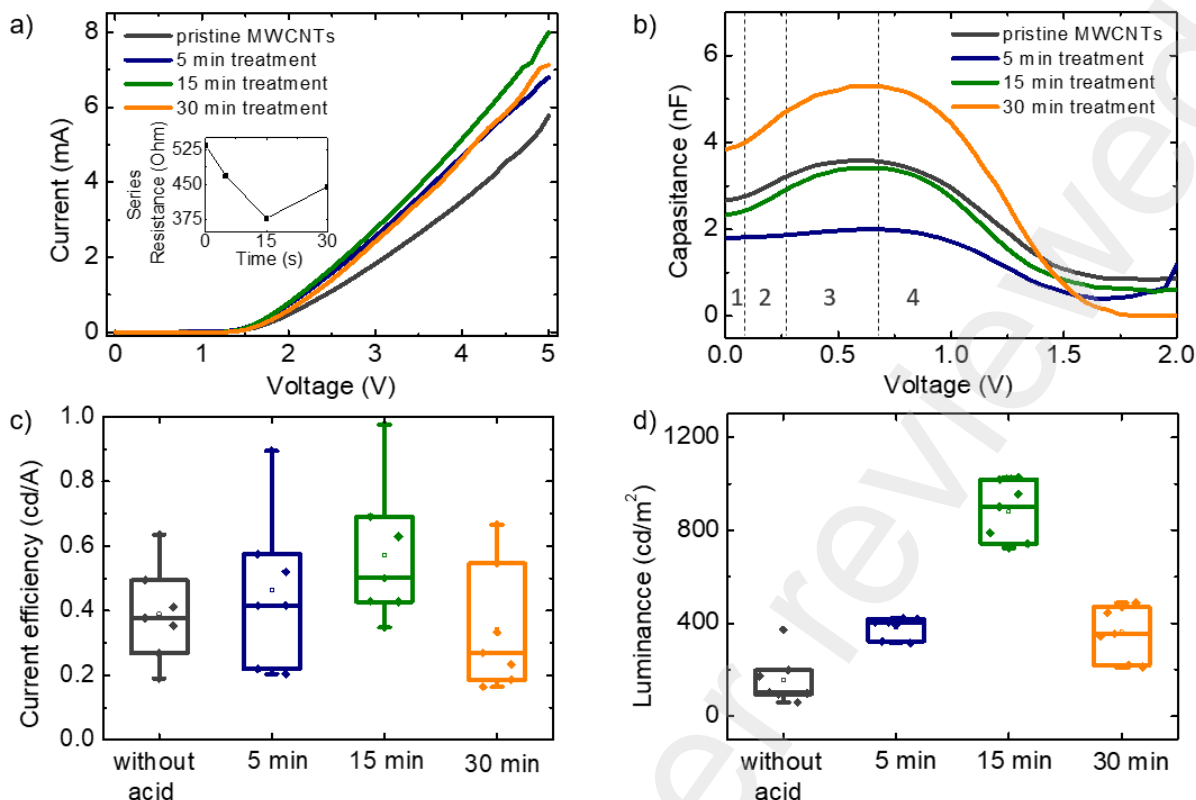 a)
pristine MWCNTs
5 min treatment
15 min treatment
30 min treatment
Current (mA)
8
6
4
2
0
Series
Resistance (Ohm)
525
450
375
0 15 30
Time (s)
0 1 2 3 4 5
Voltage (V)
b)
pristine MWCNTs
5 min treatment
15 min treatment
30 min treatment
Capasitance (nF)
6
4
2
0
1 2 3 4
0.0 0.5 1.0 1.5 2.0
Voltage (V)
c)
Current efficiency (cd/A)
1.0
0.8
0.6
0.4
0.2
0.0
without
acid
5 min
15 min
30 min
d)
Luminancce (cd/m²)
1200
800
400
0
without
acid
5 min
15 min
30 min
er reviewed